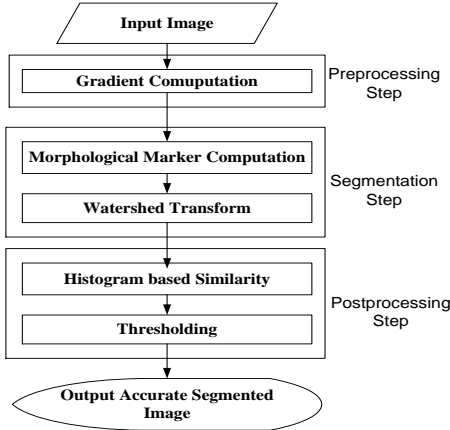 Input Image
Gradient Comuputation
Preprocessing
Step
Morphological Marker Computation
Watershed Transform
Segmentation
Step
Histogram based Similarity
Thresholding
Postprocessing
Step
Output Accurate Segmented
Image